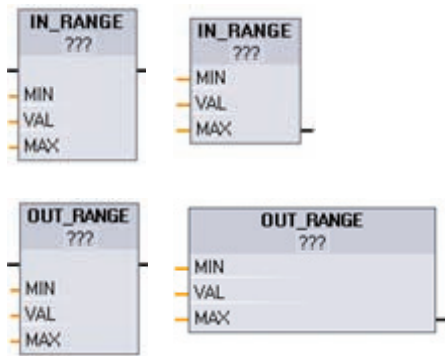 IN_RANGE
???
MIN
VAL
MAX
IN_RANGE
???
MIN
VAL
MAX
OUT_RANGE
???
MIN
VAL
MAX
OUT_RANGE
???
MIN
VAL
MAX